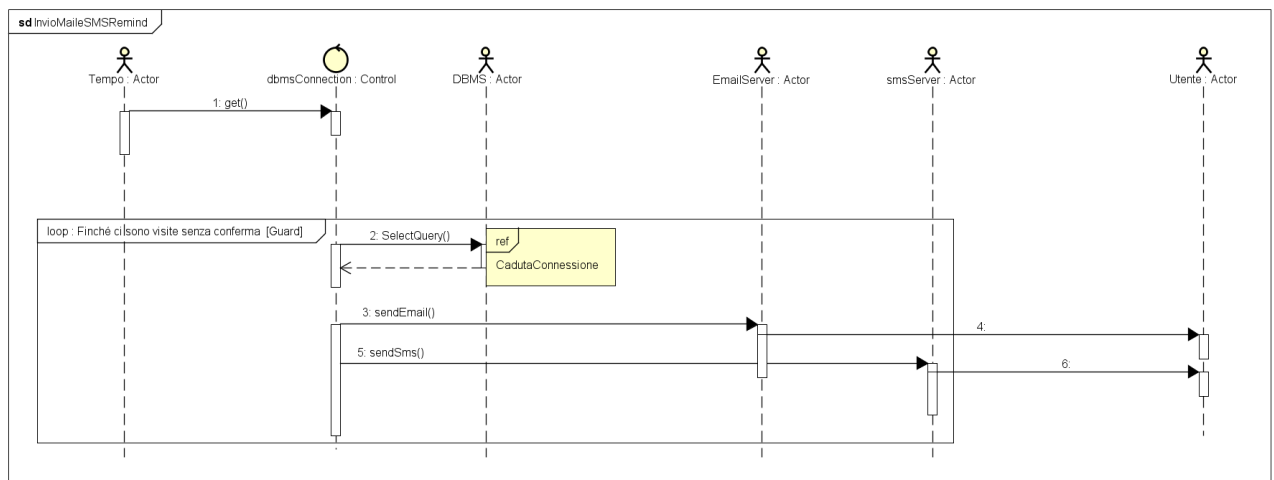 sd InvioMaileSMSRemind
Tempo : Actor
dbmsConnection : Control
DBMS : Actor
EmailServer : Actor
smsServer : Actor
Utente : Actor
1: get()
loop : Finché ci sono visite senza conferma [Guard]
2: SelectQuery()
ref
CadutaConnessione
3: sendEmail()
4:
5: sendSms()
6: